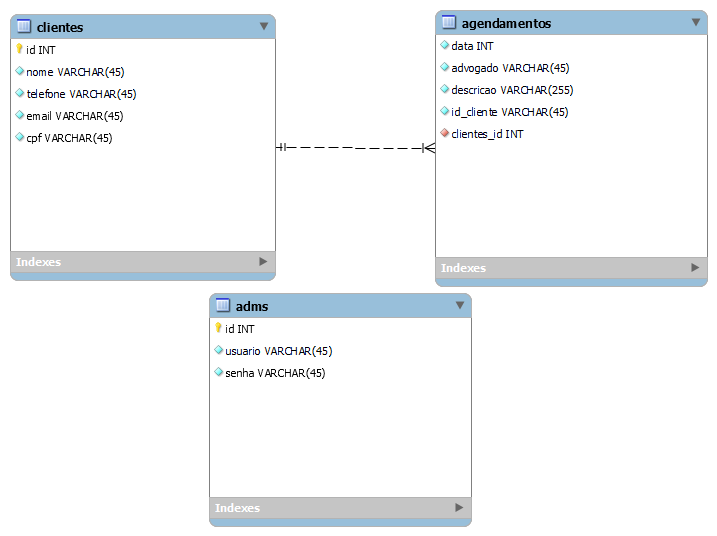 clientes
id INT
nome VARCHAR(45)
telefone VARCHAR(45)
email VARCHAR(45)
cpf VARCHAR(45)
Indexes
agendamentos
data INT
advogado VARCHAR(45)
descricao VARCHAR(255)
id_cliente VARCHAR(45)
clientes_id INT
Indexes
adms
id INT
usuario VARCHAR(45)
senha VARCHAR(45)
Indexes